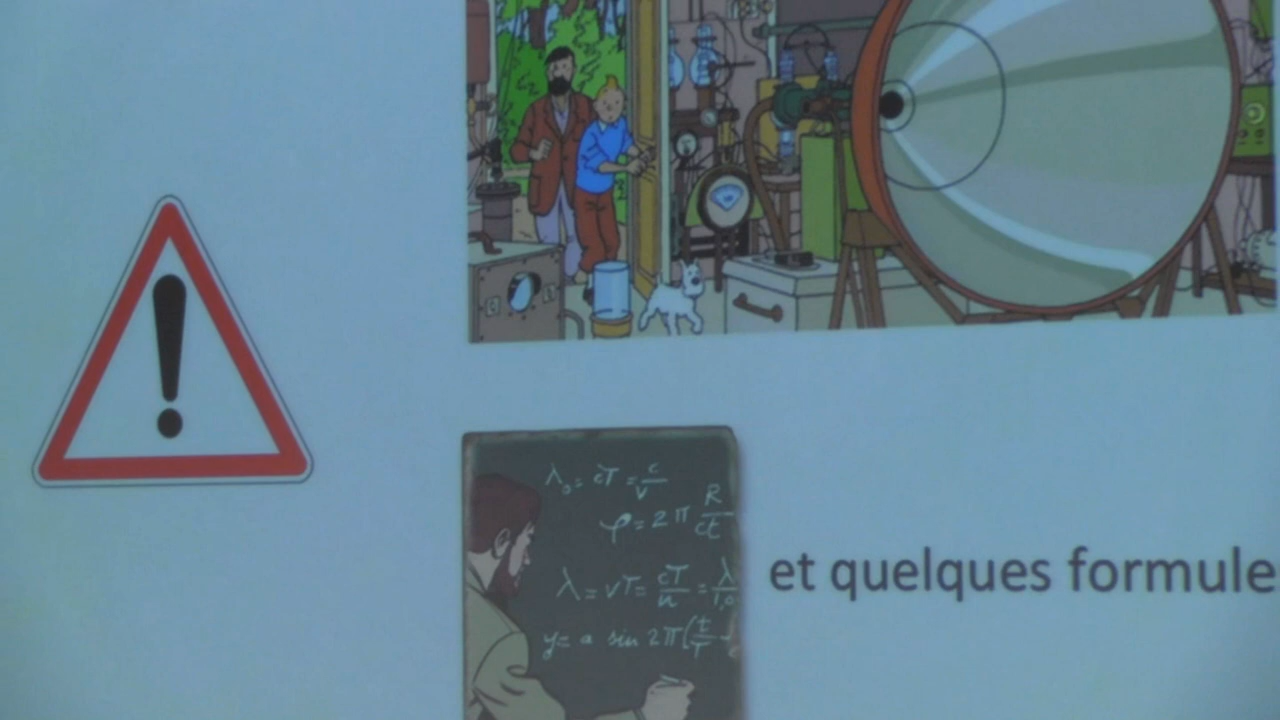 λ₀ = cT = c/ν
φ = 2π R/cT
λ = vT = cT/n = λ/1,0
y = a sin 2π(t/T -
et quelques formule